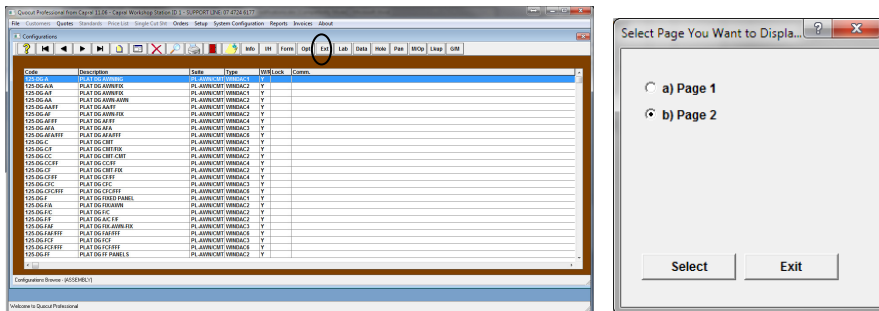 Quocut Professional from Capral 11.06 - Capral Workshop Station ID 1 - SUPPORT LINE 07 4724 6177
File Customers Quotes Standards Price List Single Cut Sht Orders Setup System Configuration Reports Invoices About
Configurations
Info I/H Form Opt Ext Lab Data Hole Pan M/Op Lkup G/M
Code Description Suite Type W/R Lock Comm.
125-DG-A PLAT DG AWNING PL-AWN/CMT WINDAC1 Y
125-DG-A/A PLAT DG AWN/FIX PL-AWN/CMT WINDAC2 Y
125-DG-A/F PLAT DG AWN/FIX PL-AWN/CMT WINDAC1 Y
125-DG-AA PLAT DG AWN-AWN PL-AWN/CMT WINDAC2 Y
125-DG-AA/FF PLAT DG AA/FF PL-AWN/CMT WINDAC4 Y
125-DG-AF PLAT DG AWN-FIX PL-AWN/CMT WINDAC2 Y
125-DG-AF/FF PLAT DG AF/FF PL-AWN/CMT WINDAC4 Y
125-DG-AFA PLAT DG AFA PL-AWN/CMT WINDAC3 Y
125-DG-AFA/FFF PLAT DG AFA/FFF PL-AWN/CMT WINDAC6 Y
125-DG-C PLAT DG CMT PL-AWN/CMT WINDAC1 Y
125-DG-C/F PLAT DG CMT/FIX PL-AWN/CMT WINDAC2 Y
125-DG-CC PLAT DG CMT-CMT PL-AWN/CMT WINDAC2 Y
125-DG-CC/FF PLAT DG CC/FF PL-AWN/CMT WINDAC4 Y
125-DG-CF PLAT DG CMT-FIX PL-AWN/CMT WINDAC2 Y
125-DG-CF/FF PLAT DG CF/FF PL-AWN/CMT WINDAC4 Y
125-DG-CFC PLAT DG CFC PL-AWN/CMT WINDAC3 Y
125-DG-CFC/FFF PLAT DG CFC/FFF PL-AWN/CMT WINDAC6 Y
125-DG-F PLAT DG FIXED PANEL PL-AWN/CMT WINDAC1 Y
125-DG-F/A PLAT DG FIX/AWN PL-AWN/CMT WINDAC2 Y
125-DG-F/C PLAT DG F/C PL-AWN/CMT WINDAC2 Y
125-DG-F/F PLAT DG A/C F/F PL-AWN/CMT WINDAC2 Y
125-DG-FAF PLAT DG FIX-AWN-FIX PL-AWN/CMT WINDAC3 Y
125-DG-FAF/FFF PLAT DG FAF/FFF PL-AWN/CMT WINDAC6 Y
125-DG-FCF PLAT DG FCF PL-AWN/CMT WINDAC3 Y
125-DG-FCF/FFF PLAT DG FCF/FFF PL-AWN/CMT WINDAC6 Y
125-DG-FF PLAT DG FF PANELS PL-AWN/CMT WINDAC2 Y
Configurations Browse - (ASSEMBLY)
Welcome to Quocut Professional
Select Page You Want to Displa...
a) Page 1
b) Page 2
Select Exit